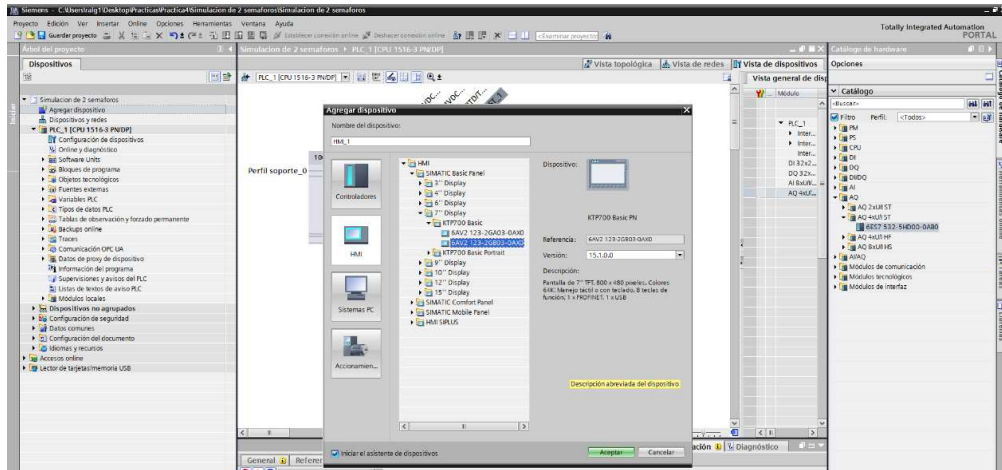 Siemens - C:\Users\ralg1\Desktop\Practicas\Practica4\Simulacion de 2 semaforos\Simulacion de 2 semaforos
Proyecto Edición Ver Insertar Online Opciones Herramientas Ventana Ayuda
Totally Integrated Automation
PORTAL
Guardar proyecto
Establecer conexión online
Deshacer conexión online
<Examinar proyecto>
Árbol del proyecto
Simulacion de 2 semaforos PLC_1 [CPU 1516-3 PN/DP]
Catálogo de hardware
Dispositivos
Vista topológica
Vista de redes
Vista de dispositivos
Opciones
PLC_1 [CPU 1516-3 PN/DP]
Vista general de disp
Simulacion de 2 semaforos
Agregar dispositivo
Dispositivos y redes
PLC_1 [CPU 1516-3 PN/DP]
Configuración de dispositivos
Online y diagnóstico
Software Units
Bloques de programa
Objetos tecnológicos
Fuentes externas
Variables PLC
Tipos de datos PLC
Tablas de observación y forzado permanente
Backups online
Traces
Comunicación OPC UA
Datos de proxy de dispositivo
Información del programa
Supervisiones y avisos del PLC
Listas de textos de aviso PLC
Módulos locales
Dispositivos no agrupados
Configuración de seguridad
Datos comunes
Configuración del documento
Idiomas y recursos
Accesos online
Lector de tarjetas/memoria USB
Iniciar
Perfil soporte_0
Agregar dispositivo
Nombre del dispositivo:
HMI_1
Controladores
HMI
Sistemas PC
Accionamien...
HMI
SIMATIC Basic Panel
3" Display
4" Display
6" Display
7" Display
KTP700 Basic
6AV2 123-2GA03-0AX0
6AV2 123-2GB03-0AX0
KTP700 Basic Portrait
9" Display
10" Display
12" Display
15" Display
SIMATIC Comfort Panel
SIMATIC Mobile Panel
HMI SIPLUS
Dispositivo:
KTP700 Basic PN
Referencia: 6AV2 123-2GB03-0AX0
Versión: 15.1.0.0
Descripción:
Pantalla de 7" TFT, 800 x 480 píxeles, Colores
64K; Manejo táctil o con teclado, 8 teclas de
función; 1 x PROFINET, 1 x USB
Descripción abreviada del dispositivo
Iniciar el asistente de dispositivos
Aceptar
Cancelar
General
Módulo
PLC_1
Inter...
Inter...
Inter...
DI 32x2...
DQ 32x...
AI 8xU/I/...
AQ 4xU/...
Diagnóstico
Catálogo
<Buscar>
Filtro
Perfil: <Todos>
PM
PS
CPU
DI
DQ
DI/DQ
AI
AQ
AQ 2xU/I ST
AQ 4xU/I ST
6ES7 532-5HD00-0AB0
AQ 4xU/I HF
AQ 8xU/I HS
AI/AQ
Módulos de comunicación
Módulos tecnológicos
Módulos de interfaz